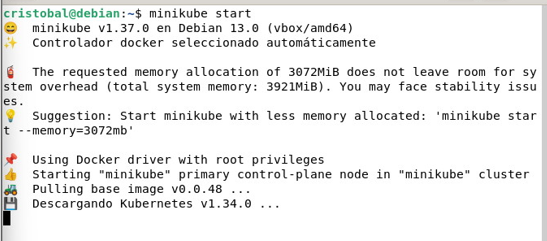 cristobal@debian:~$ minikube start
😄  minikube v1.37.0 en Debian 13.0 (vbox/amd64)
✨  Controlador docker seleccionado automáticamente

🧯  The requested memory allocation of 3072MiB does not leave room for sy
stem overhead (total system memory: 3921MiB). You may face stability issu
es.
💡  Suggestion: Start minikube with less memory allocated: 'minikube star
t --memory=3072mb'

📌  Using Docker driver with root privileges
👍  Starting "minikube" primary control-plane node in "minikube" cluster
🚜  Pulling base image v0.0.48 ...
💾  Descargando Kubernetes v1.34.0 ...